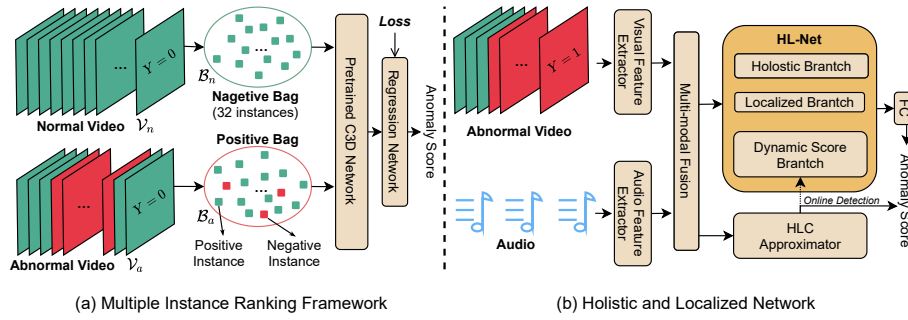 Y = 0
...
Normal Video
𝒱n
ℬn
...
Nagetive Bag
(32 instances)
Y = 0
...
Abnormal Video
𝒱a
Positive Bag
...
ℬa
Positive
Instance
Negative
Instance
Pretrained C3D Network
Loss
Regression Network
Anomaly Score
(a) Multiple Instance Ranking Framework
Y = 1
...
Abnormal Video
Visual Feature
Extractor
...
Audio
Audio Feature
Extractor
Multi-modal Fusion
HL-Net
Holostic Brantch
Localized Brantch
Dynamic Score
Brantch
FC
Online Detection
HLC
Approximator
Anomaly Score
(b) Holistic and Localized Network